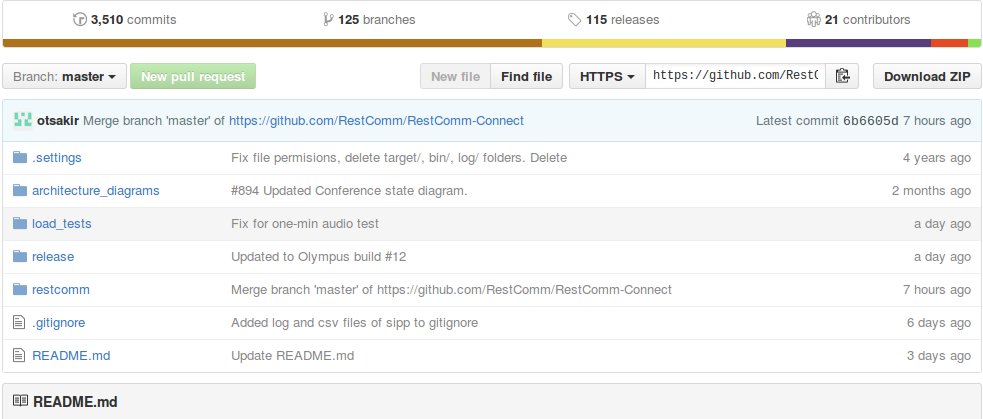 3,510 commits 125 branches 115 releases 21 contributors
Branch: master New pull request New file Find file HTTPS https://github.com/Rest Download ZIP
otsakir Merge branch 'master' of https://github.com/RestComm/RestComm-Connect Latest commit 6b6605d 7 hours ago
.settings Fix file permisions, delete target/, bin/, log/ folders. Delete 4 years ago
architecture_diagrams #894 Updated Conference state diagram. 2 months ago
load_tests Fix for one-min audio test a day ago
release Updated to Olympus build #12 a day ago
restcomm Merge branch 'master' of https://github.com/RestComm/RestComm-Connect 7 hours ago
.gitignore Added log and csv files of sipp to gitignore 6 days ago
README.md Update README.md 3 days ago
README.md